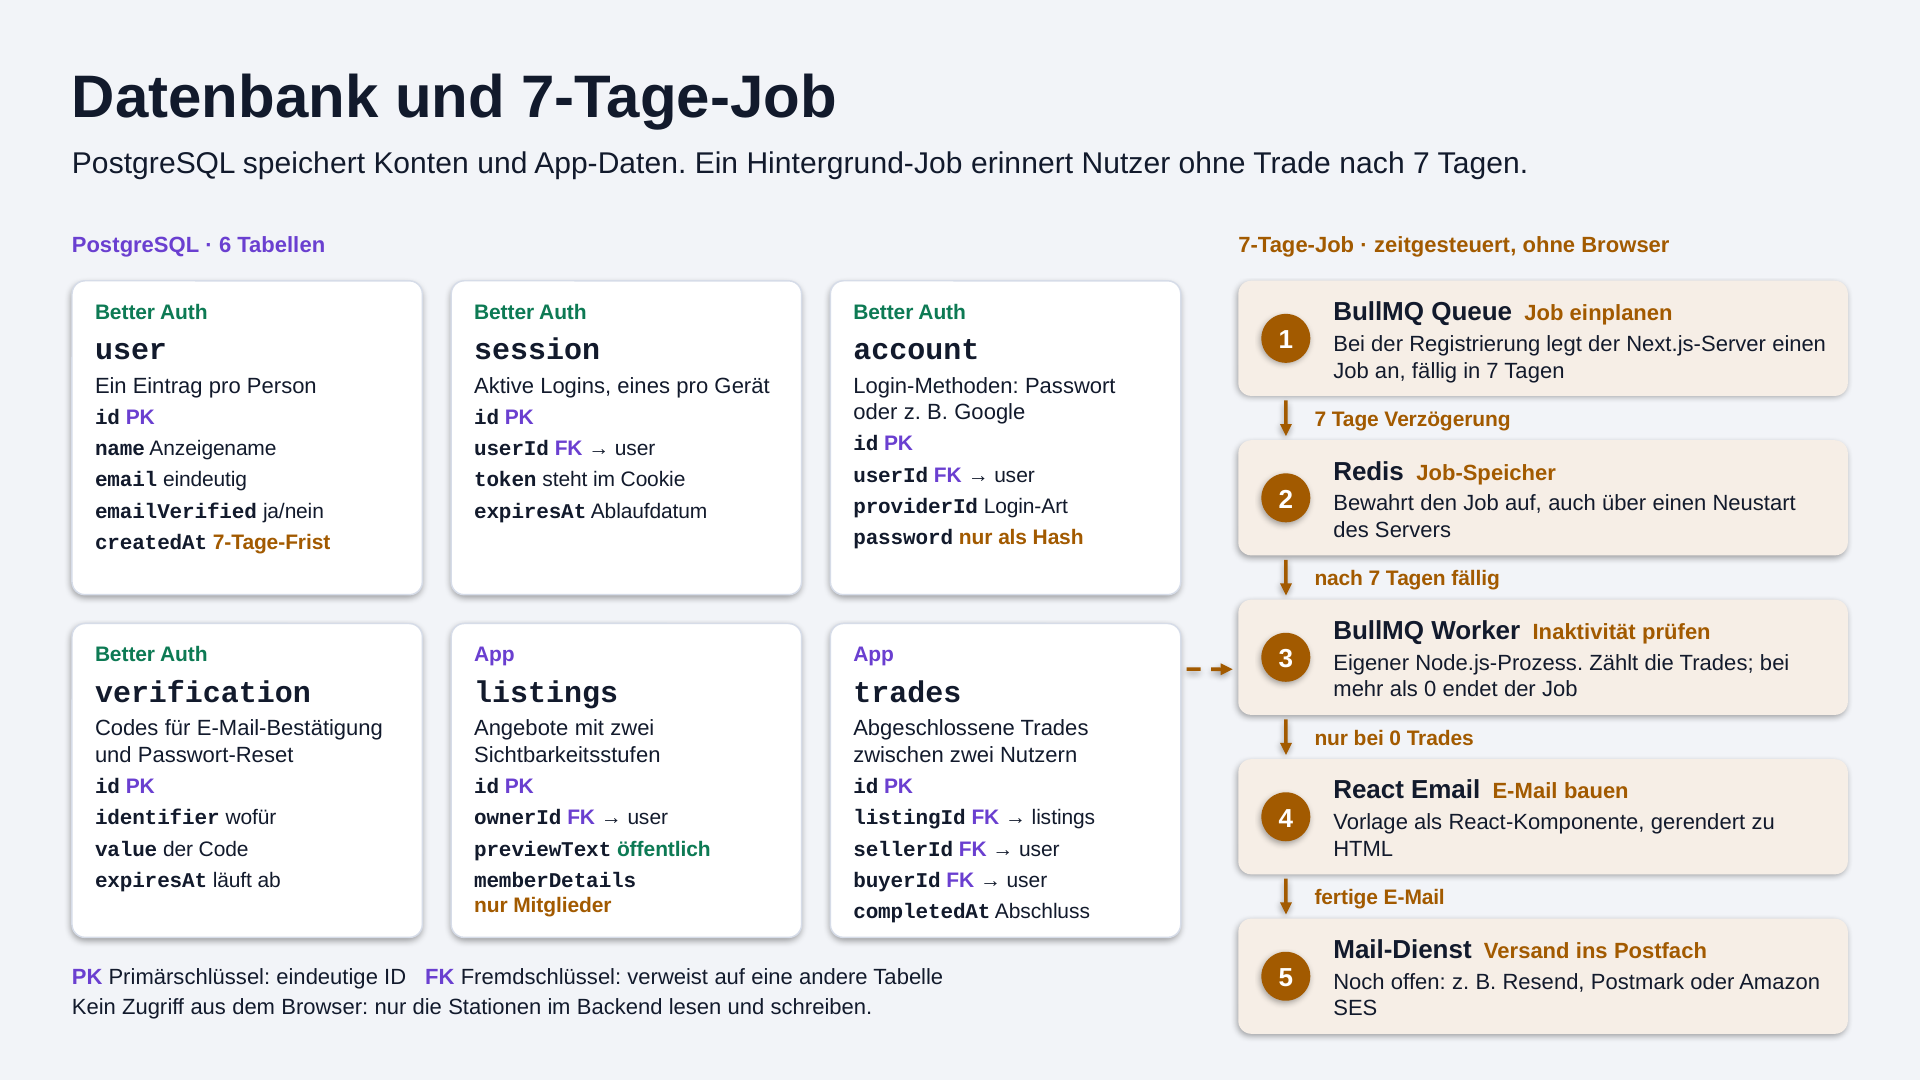 Datenbank und 7-Tage-Job
PostgreSQL speichert Konten und App-Daten. Ein Hintergrund-Job erinnert Nutzer ohne Trade nach 7 Tagen.
PostgreSQL · 6 Tabellen
Better Auth
user
Ein Eintrag pro Person
id PK
name Anzeigename
email eindeutig
emailVerified ja/nein
createdAt 7-Tage-Frist
Better Auth
session
Aktive Logins, eines pro Gerät
id PK
userId FK → user
token steht im Cookie
expiresAt Ablaufdatum
Better Auth
account
Login-Methoden: Passwort
oder z. B. Google
id PK
userId FK → user
providerId Login-Art
password nur als Hash
Better Auth
verification
Codes für E-Mail-Bestätigung
und Passwort-Reset
id PK
identifier wofür
value der Code
expiresAt läuft ab
App
listings
Angebote mit zwei
Sichtbarkeitsstufen
id PK
ownerId FK → user
previewText öffentlich
memberDetails
nur Mitglieder
App
trades
Abgeschlossene Trades
zwischen zwei Nutzern
id PK
listingId FK → listings
sellerId FK → user
buyerId FK → user
completedAt Abschluss
PK Primärschlüssel: eindeutige ID FK Fremdschlüssel: verweist auf eine andere Tabelle
Kein Zugriff aus dem Browser: nur die Stationen im Backend lesen und schreiben.
7-Tage-Job · zeitgesteuert, ohne Browser
1
BullMQ Queue Job einplanen
Bei der Registrierung legt der Next.js-Server einen
Job an, fällig in 7 Tagen
7 Tage Verzögerung
2
Redis Job-Speicher
Bewahrt den Job auf, auch über einen Neustart
des Servers
nach 7 Tagen fällig
3
BullMQ Worker Inaktivität prüfen
Eigener Node.js-Prozess. Zählt die Trades; bei
mehr als 0 endet der Job
nur bei 0 Trades
4
React Email E-Mail bauen
Vorlage als React-Komponente, gerendert zu
HTML
fertige E-Mail
5
Mail-Dienst Versand ins Postfach
Noch offen: z. B. Resend, Postmark oder Amazon
SES